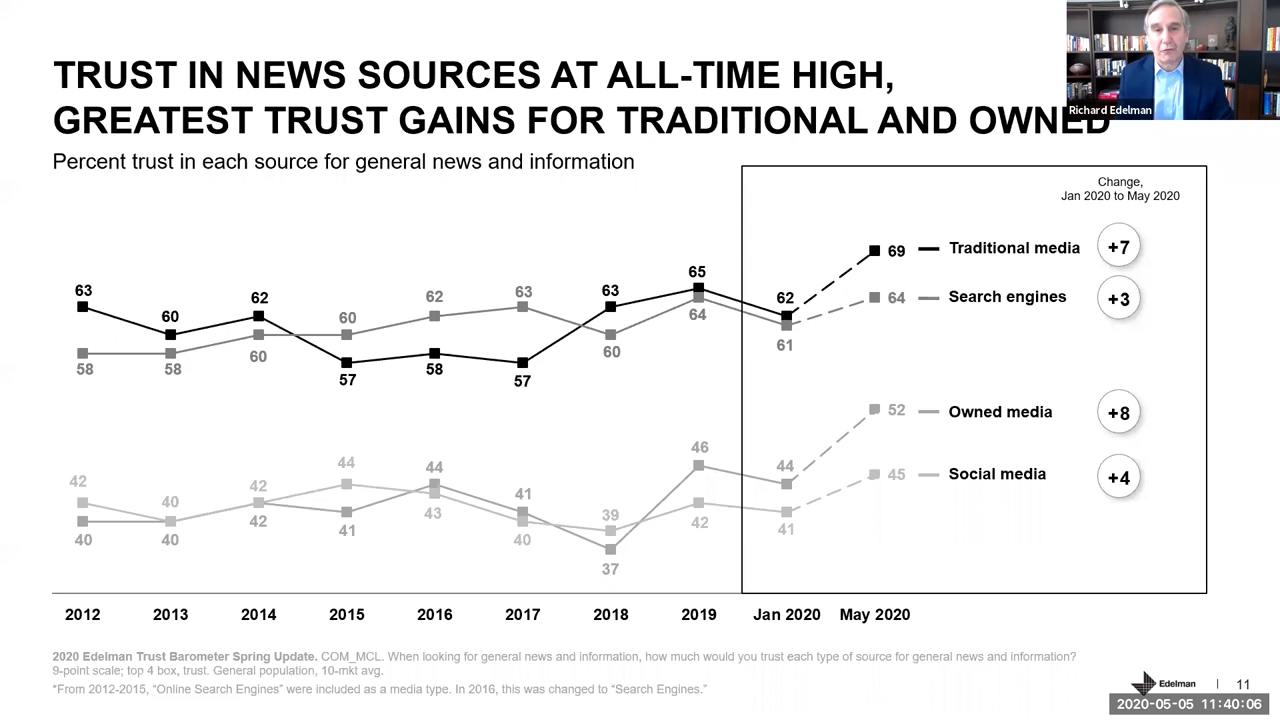 TRUST IN NEWS SOURCES AT ALL-TIME HIGH,
GREATEST TRUST GAINS FOR TRADITIONAL AND OWNED
Richard Edelman
Percent trust in each source for general news and information
Change,
Jan 2020 to May 2020
63 60 62 57 58 57 63 65 62 69 Traditional media +7
58 58 60 60 62 63 60 64 61 64 Search engines +3
40 40 42 41 44 41 37 46 44 52 Owned media +8
42 40 42 44 43 40 39 42 41 45 Social media +4
2012 2013 2014 2015 2016 2017 2018 2019 Jan 2020 May 2020
2020 Edelman Trust Barometer Spring Update. COM_MCL. When looking for general news and information, how much would you trust each type of source for general news and information?
9-point scale; top 4 box, trust. General population, 10-mkt avg.
*From 2012-2015, “Online Search Engines” were included as a media type. In 2016, this was changed to “Search Engines.”
Edelman | 11
2020-05-05 11:40:06